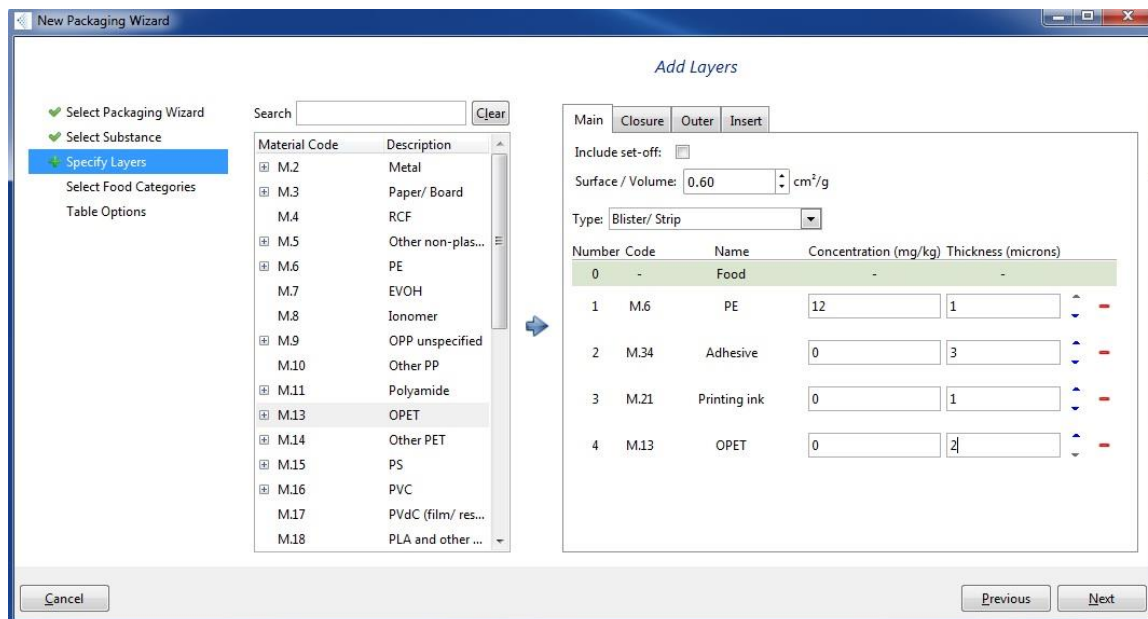 New Packaging Wizard
Add Layers
Select Packaging Wizard
Select Substance
Specify Layers
Select Food Categories
Table Options
Search Clear
Material Code Description
M.2 Metal
M.3 Paper/ Board
M.4 RCF
M.5 Other non-plas...
M.6 PE
M.7 EVOH
M.8 Ionomer
M.9 OPP unspecified
M.10 Other PP
M.11 Polyamide
M.13 OPET
M.14 Other PET
M.15 PS
M.16 PVC
M.17 PVdC (film/ res...
M.18 PLA and other ...
Main Closure Outer Insert
Include set-off:
Surface / Volume: 0.60 cm²/g
Type: Blister/ Strip
Number Code Name Concentration (mg/kg) Thickness (microns)
0 - Food - -
1 M.6 PE 12 1
2 M.34 Adhesive 0 3
3 M.21 Printing ink 0 1
4 M.13 OPET 0 2
Cancel Previous Next